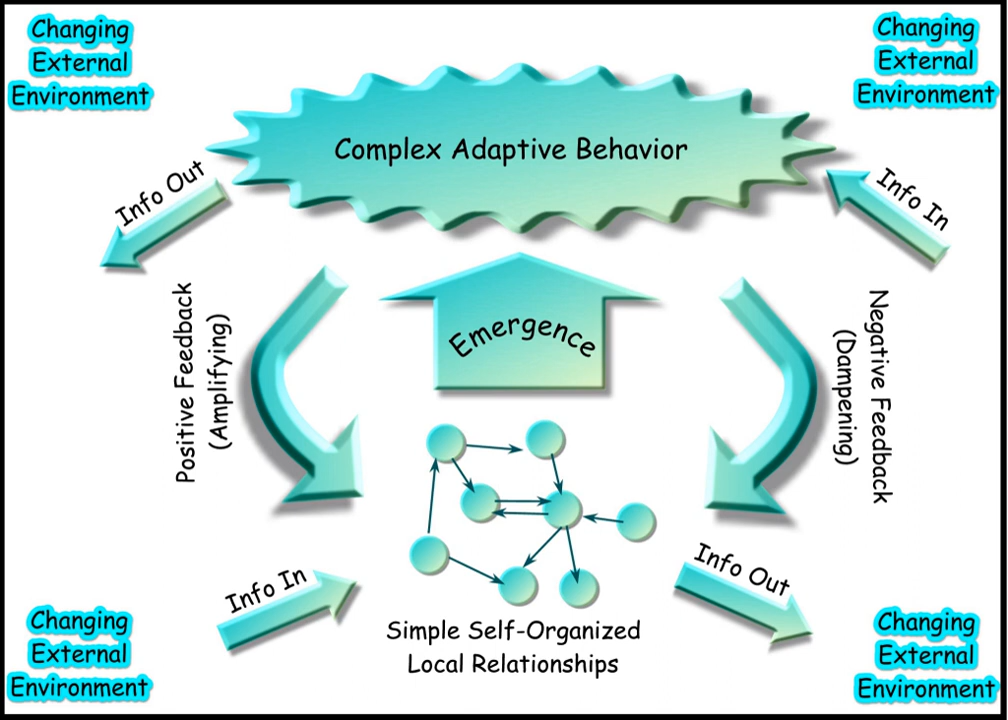 Changing
External
Environment
Changing
External
Environment
Complex Adaptive Behavior
Info Out
Info In
Positive Feedback
(Amplifying)
Emergence
Negative Feedback
(Dampening)
Info In
Info Out
Simple Self-Organized
Local Relationships
Changing
External
Environment
Changing
External
Environment